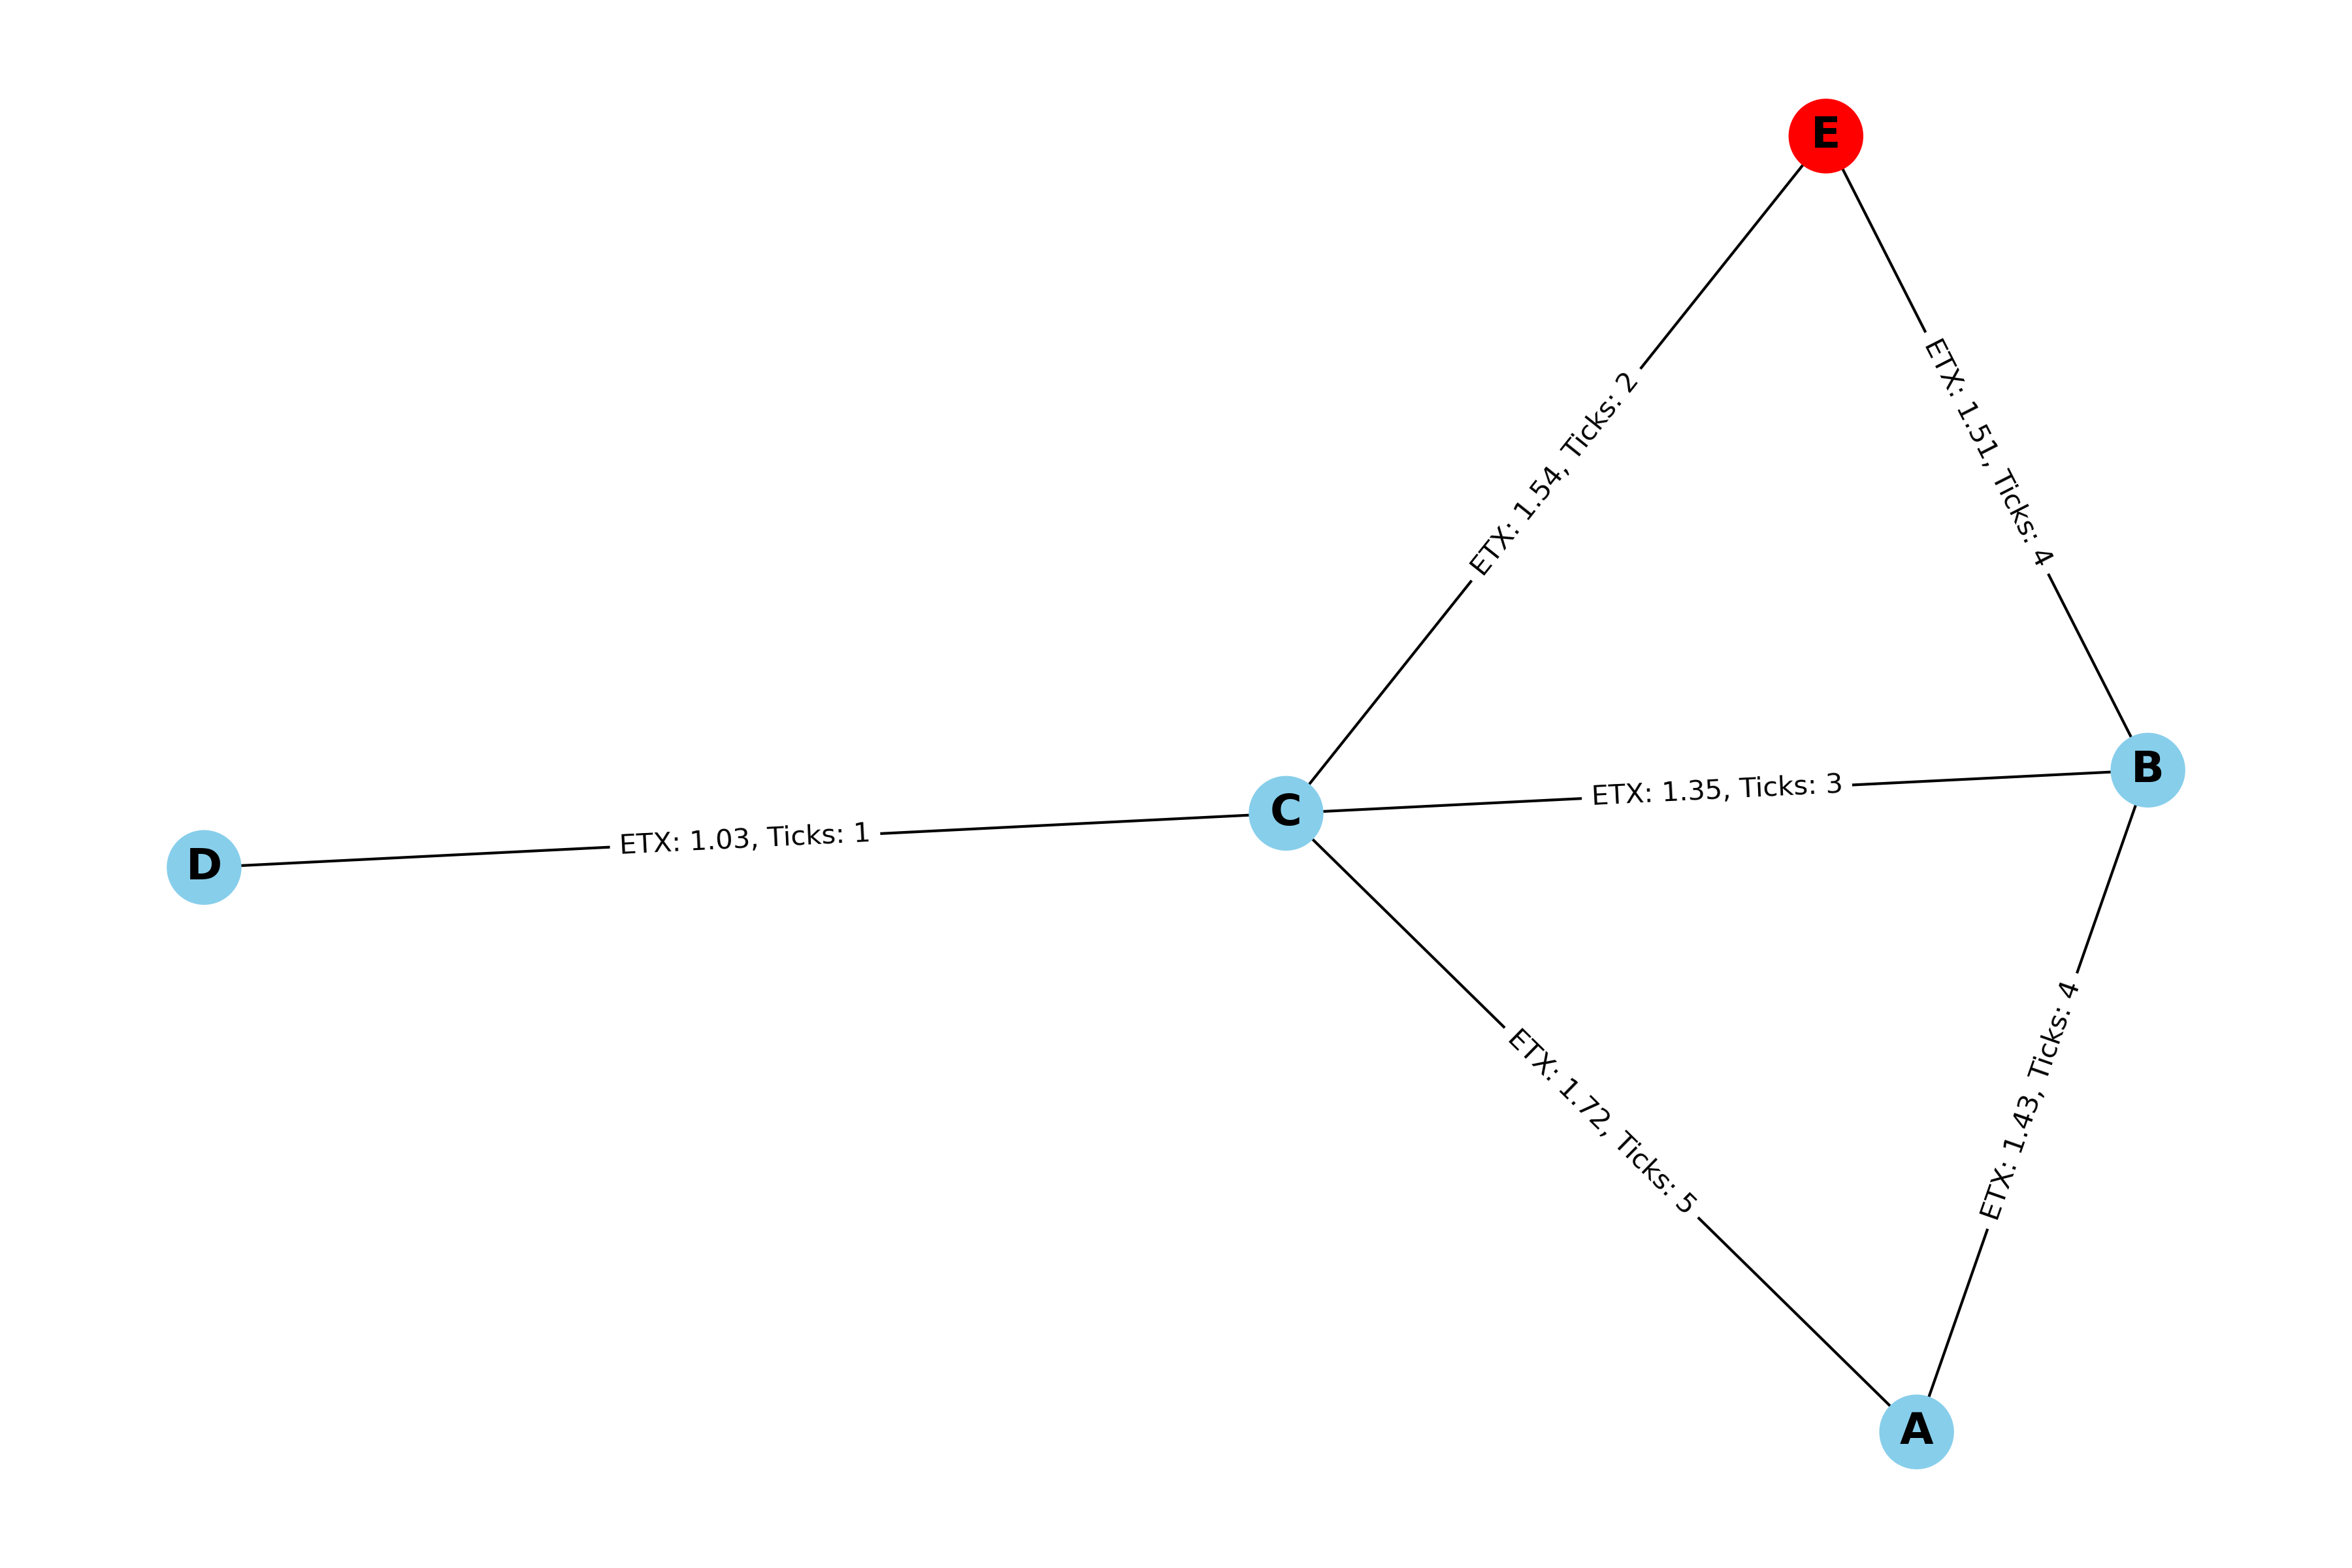 E
ETX: 1.51, Ticks: 4
ETX: 1.54, Ticks: 2
B
ETX: 1.35, Ticks: 3
C
ETX: 1.03, Ticks: 1
D
ETX: 1.43, Ticks: 4
ETX: 1.72, Ticks: 5
A